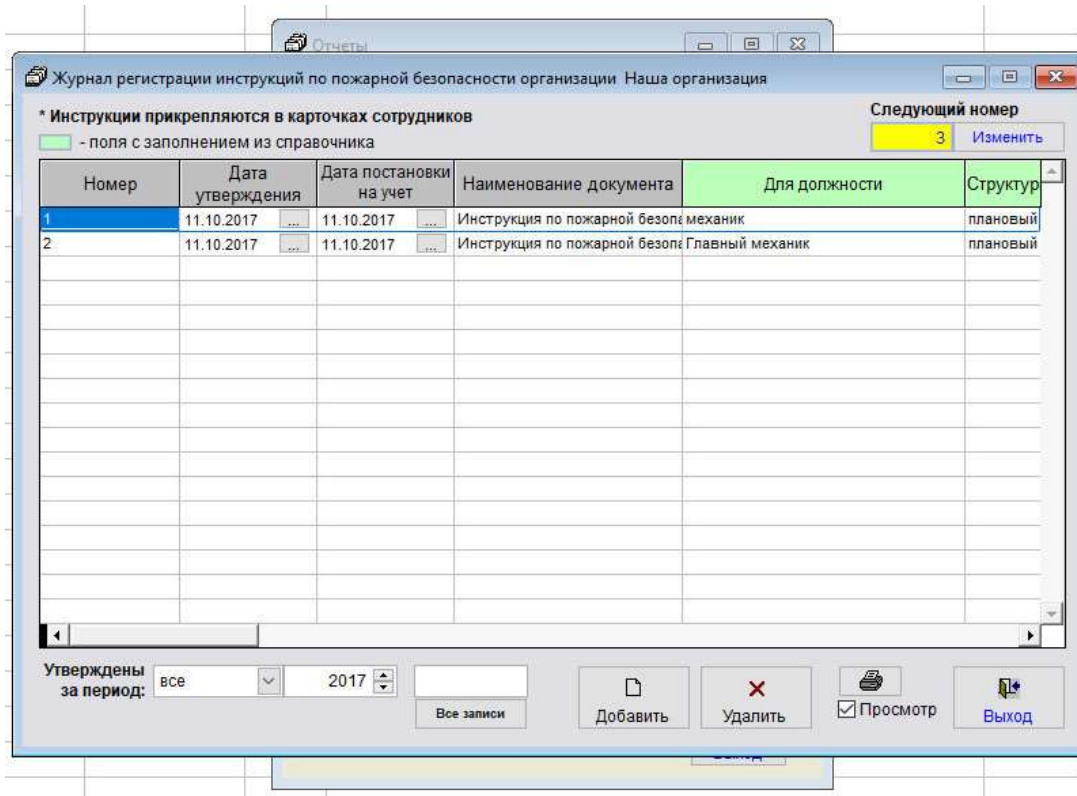 Отчеты
Журнал регистрации инструкций по пожарной безопасности организации Наша организация
* Инструкции прикрепляются в карточках сотрудников
Следующий номер
- поля с заполнением из справочника
3 Изменить
Номер Дата утверждения Дата постановки на учет Наименование документа Для должности Структур
1 11.10.2017 ... 11.10.2017 ... Инструкция по пожарной безопа механик плановый
2 11.10.2017 ... 11.10.2017 ... Инструкция по пожарной безопа Главный механик плановый
Утверждены
за период:
все 2017
Все записи
Добавить
Удалить
Просмотр
Выход